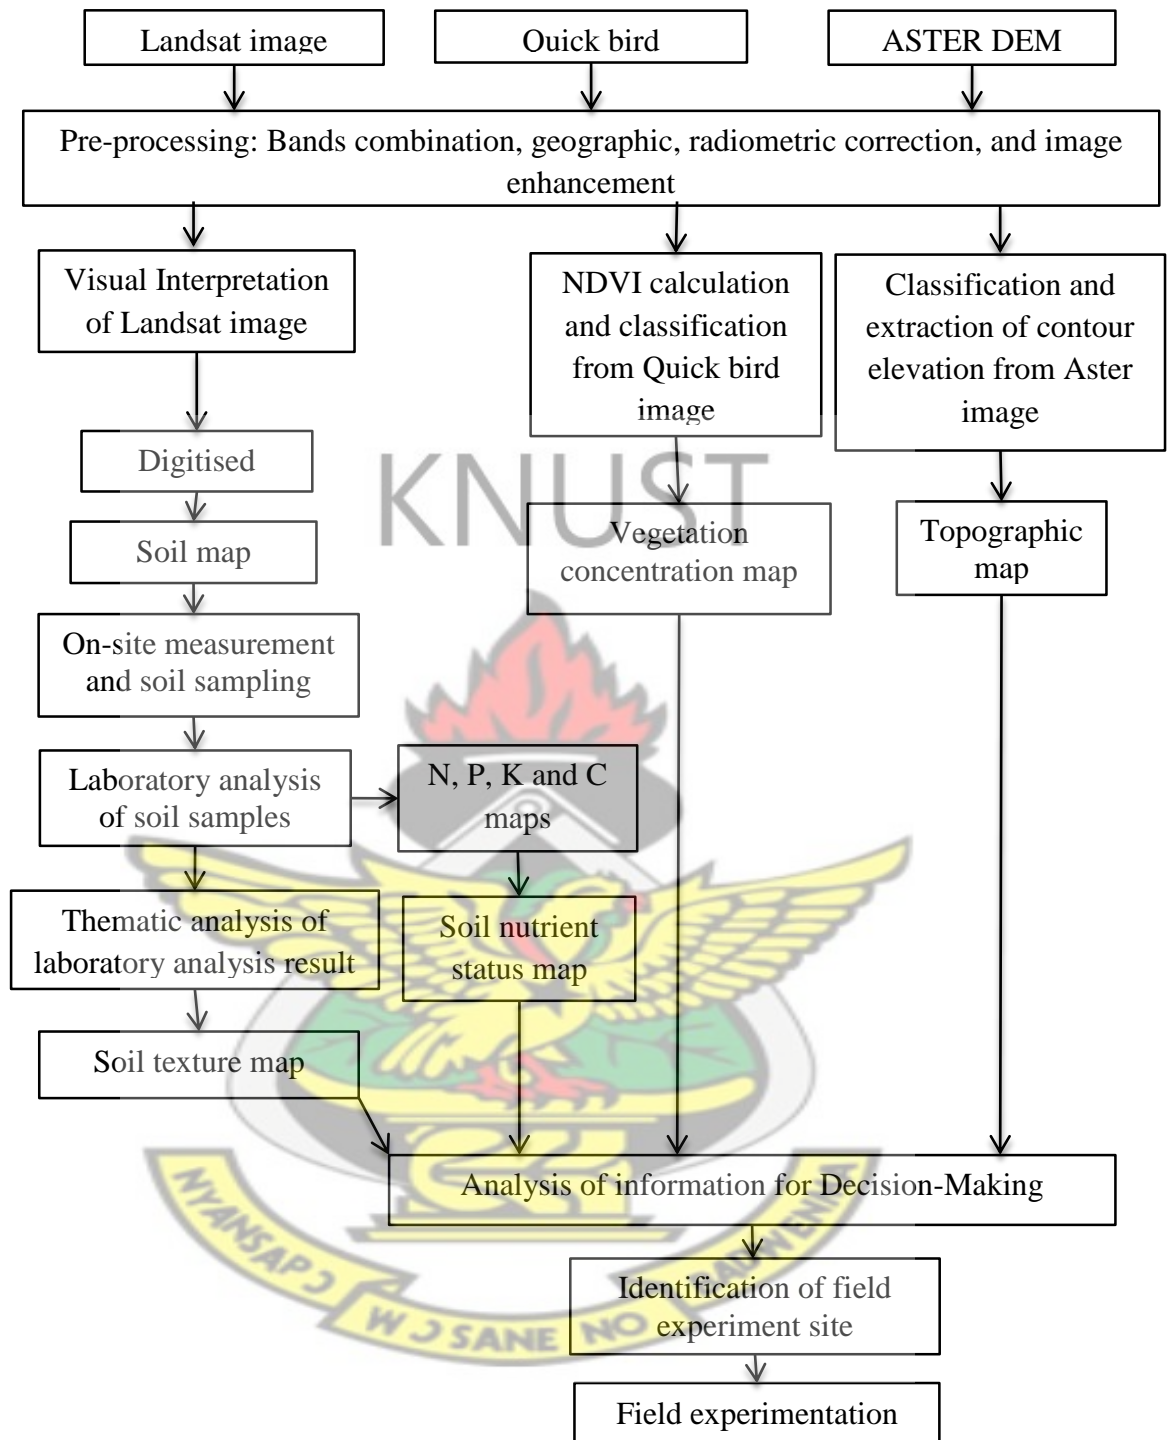 Landsat image
Ouick bird
ASTER DEM
Pre-processing: Bands combination, geographic, radiometric correction, and image
enhancement
Visual Interpretation
of Landsat image
NDVI calculation
and classification
from Quick bird
image
Classification and
extraction of contour
elevation from Aster
image
Digitised
KNUST
Soil map
Vegetation
concentration map
Topographic
map
On-site measurement
and soil sampling
Laboratory analysis
of soil samples
N, P, K and C
maps
Thematic analysis of
laboratory analysis result
Soil nutrient
status map
Soil texture map
Analysis of information for Decision-Making
Identification of field
experiment site
Field experimentation
NYANSAPƆ
WƆSANE NO
BADWENMA